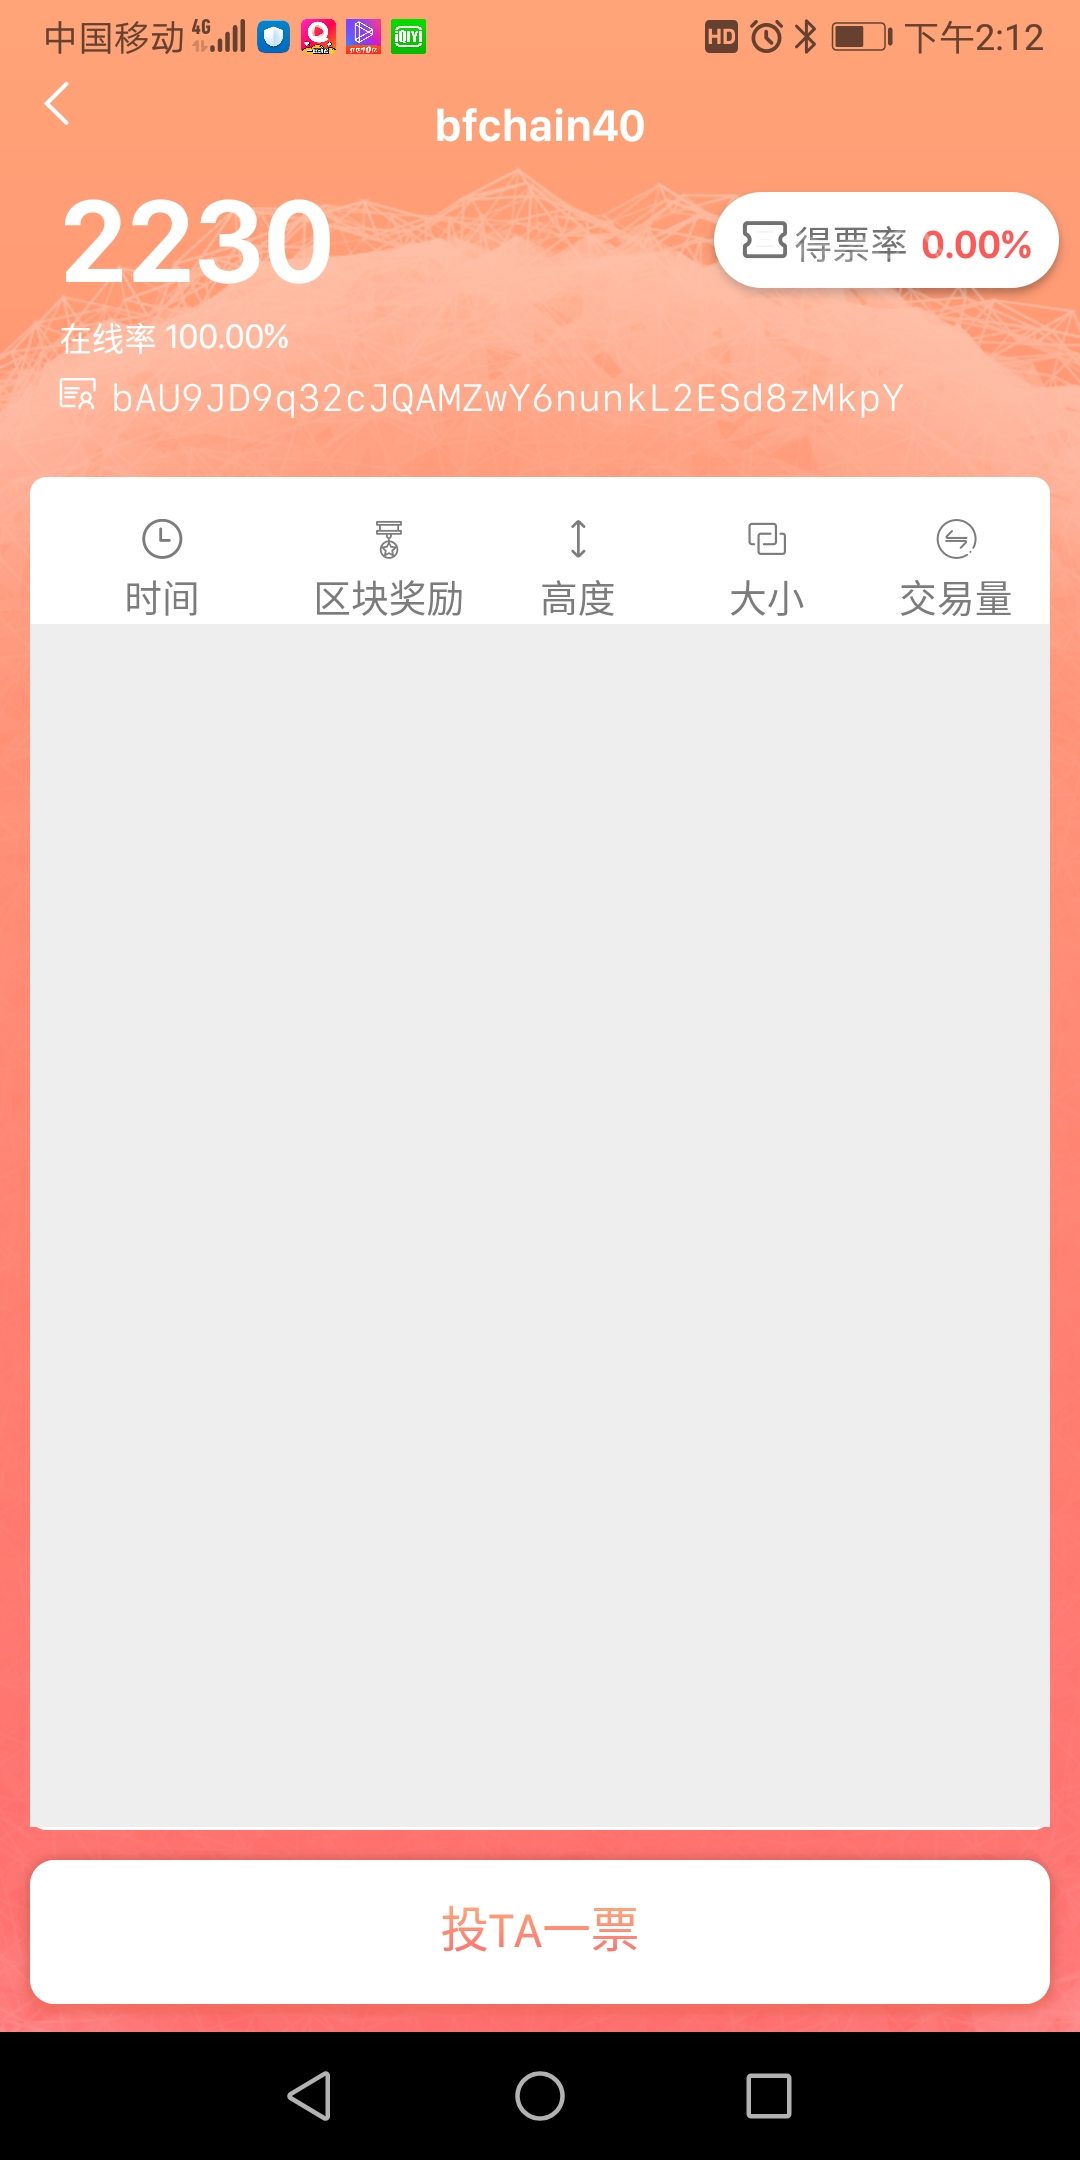 中国移动 4G HD 下午2:12
bfchain40
2230
得票率 0.00%
在线率 100.00%
bAU9JD9q32cJQAMZwY6nunkL2ESd8zMkpY
时间 区块奖励 高度 大小 交易量
投TA一票